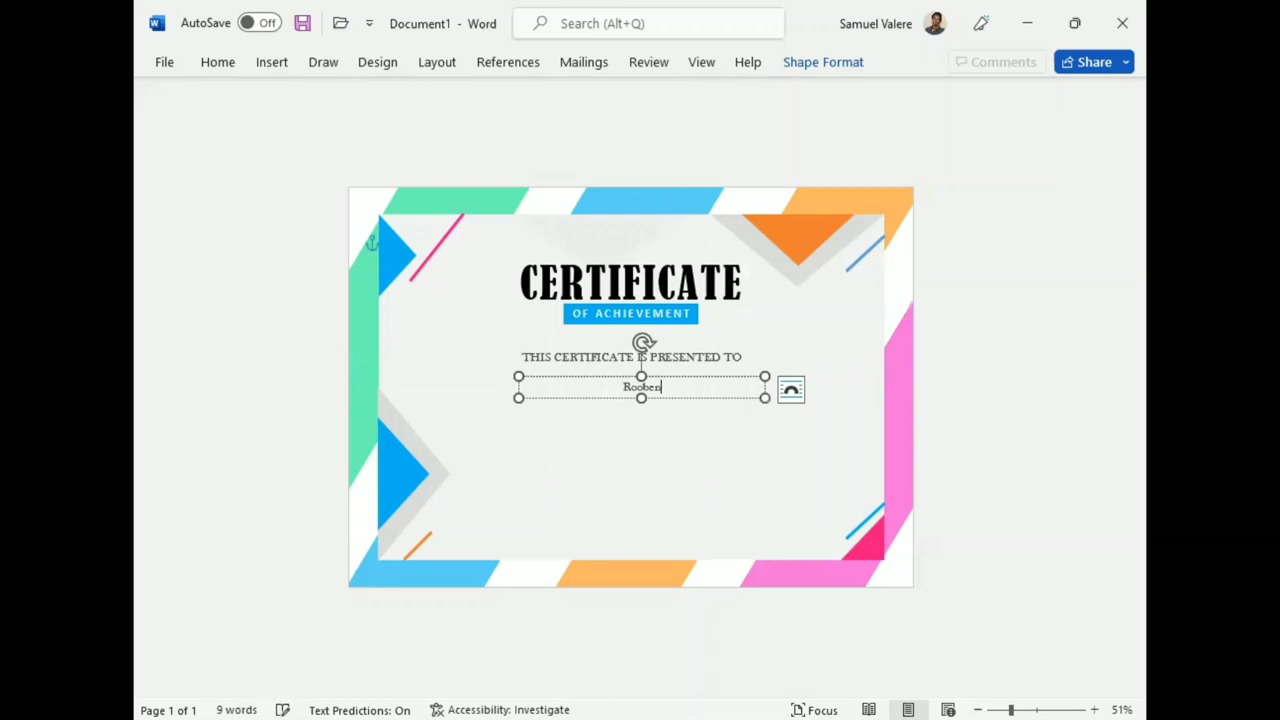 AutoSave Off Document1 - Word Search (Alt+Q) Samuel Valere
File Home Insert Draw Design Layout References Mailings Review View Help Shape Format Comments Share
CERTIFICATE
OF ACHIEVEMENT
THIS CERTIFICATE IS PRESENTED TO
Rooben
Page 1 of 1 9 words Text Predictions: On Accessibility: Investigate Focus 51%